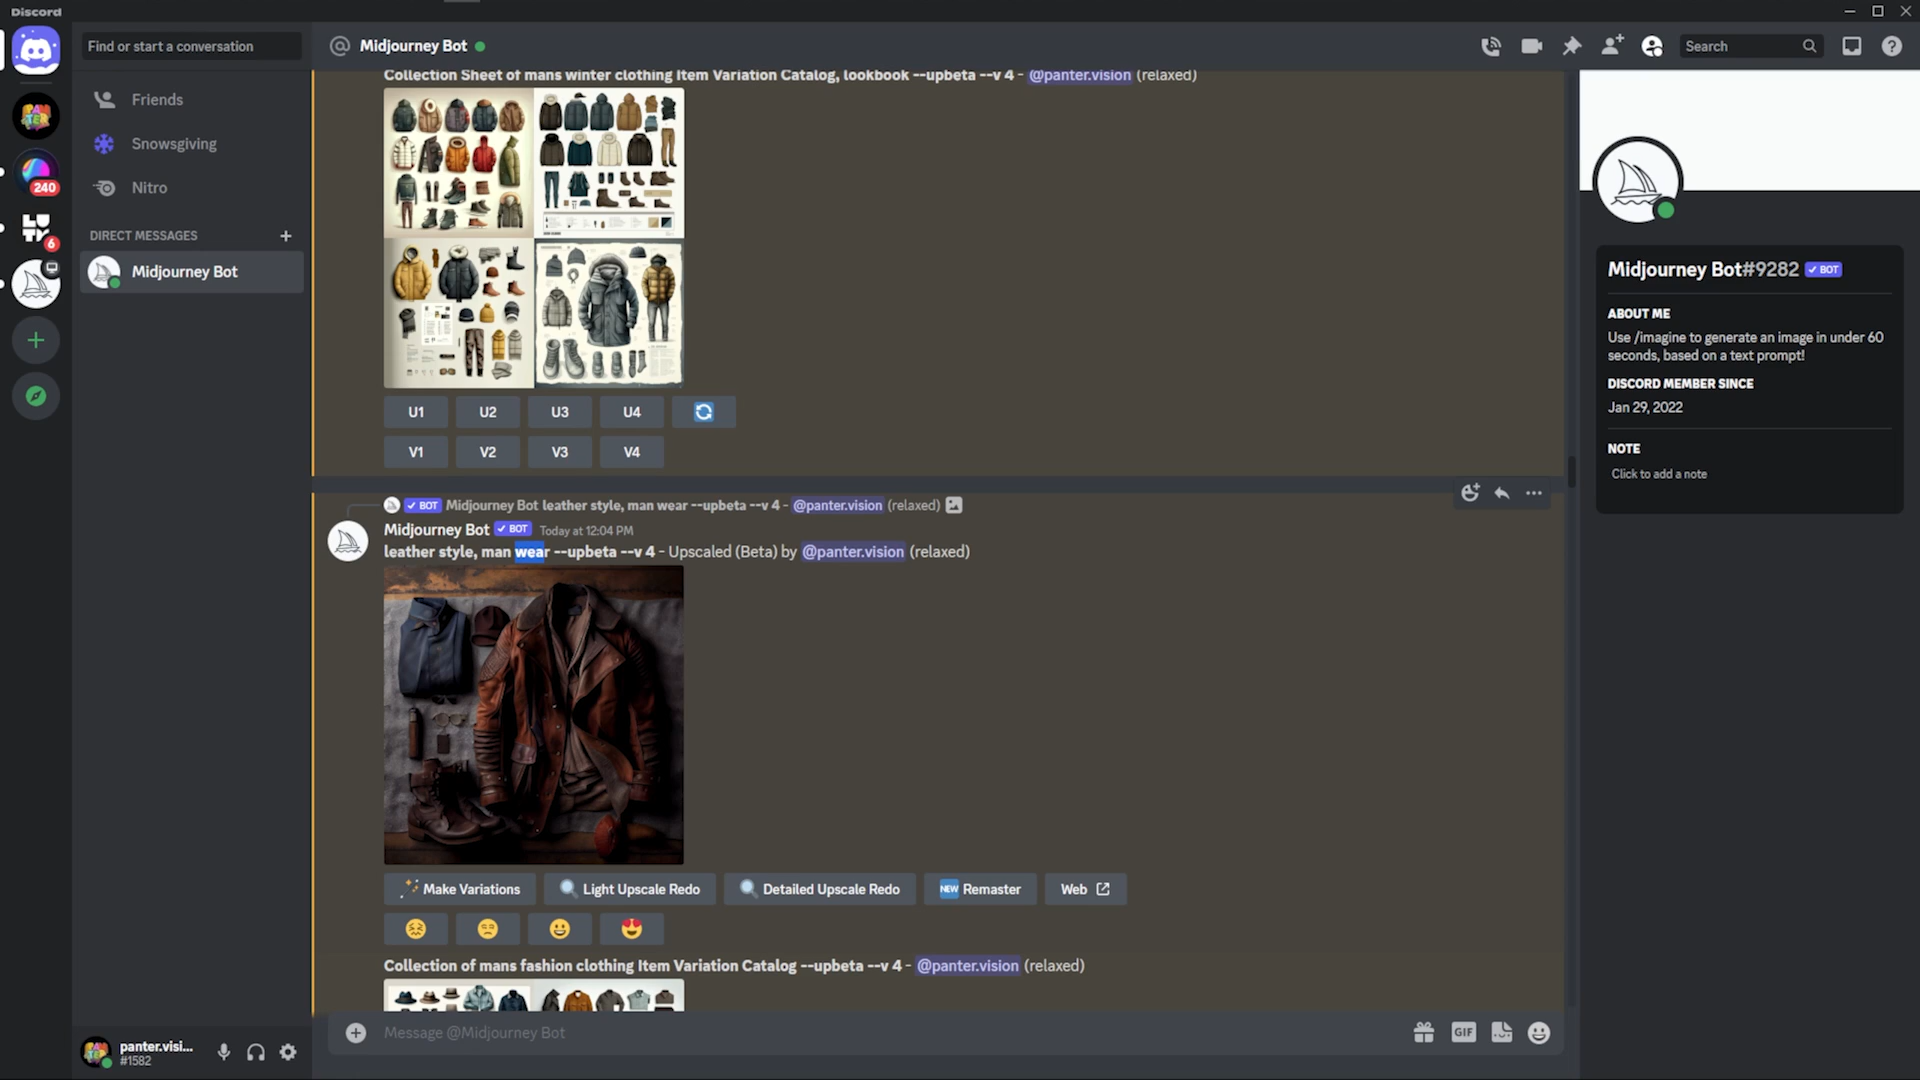 Discord
Find or start a conversation
Friends
Snowsgiving
Nitro
DIRECT MESSAGES
Midjourney Bot
240
6
panter.visi...
#1582
Midjourney Bot
Search
Collection Sheet of mans winter clothing Item Variation Catalog, lookbook --upbeta --v 4 - @panter.vision (relaxed)
U1 U2 U3 U4
V1 V2 V3 V4
BOT Midjourney Bot leather style, man wear --upbeta --v 4 - @panter.vision (relaxed)
Midjourney Bot BOT Today at 12:04 PM
leather style, man wear --upbeta --v 4 - Upscaled (Beta) by @panter.vision (relaxed)
Make Variations Light Upscale Redo Detailed Upscale Redo NEW Remaster Web
Collection of mans fashion clothing Item Variation Catalog --upbeta --v 4 - @panter.vision (relaxed)
Message @Midjourney Bot
GIF
Midjourney Bot#9282 BOT
ABOUT ME
Use /imagine to generate an image in under 60
seconds, based on a text prompt!
DISCORD MEMBER SINCE
Jan 29, 2022
NOTE
Click to add a note